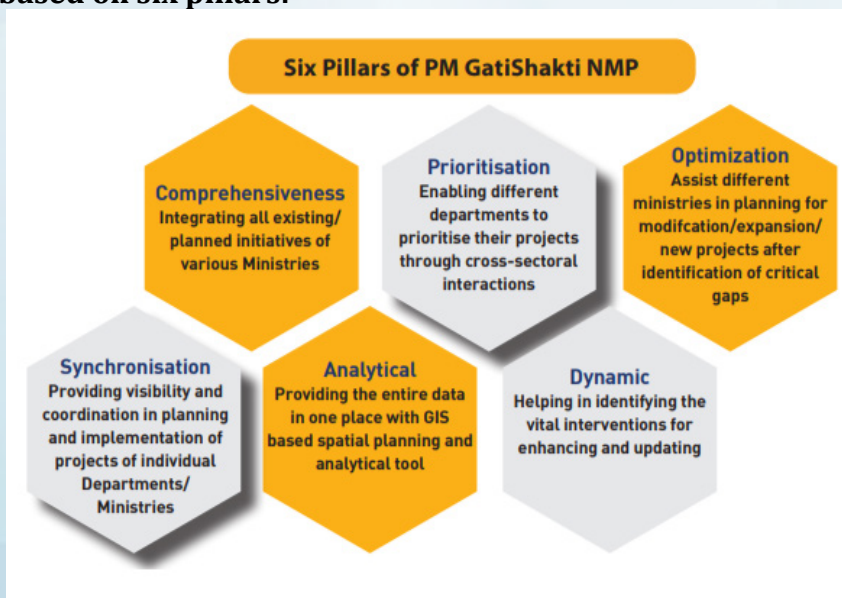 based on six pillars.
Six Pillars of PM GatiShakti NMP
Comprehensiveness
Integrating all existing/
planned initiatives of
various Ministries
Prioritisation
Enabling different
departments to
prioritise their projects
through cross-sectoral
interactions
Optimization
Assist different
ministries in planning for
modifcation/expansion/
new projects after
identification of critical
gaps
Synchronisation
Providing visibility and
coordination in planning
and implementation of
projects of individual
Departments/
Ministries
Analytical
Providing the entire data
in one place with GIS
based spatial planning and
analytical tool
Dynamic
Helping in identifying the
vital interventions for
enhancing and updating